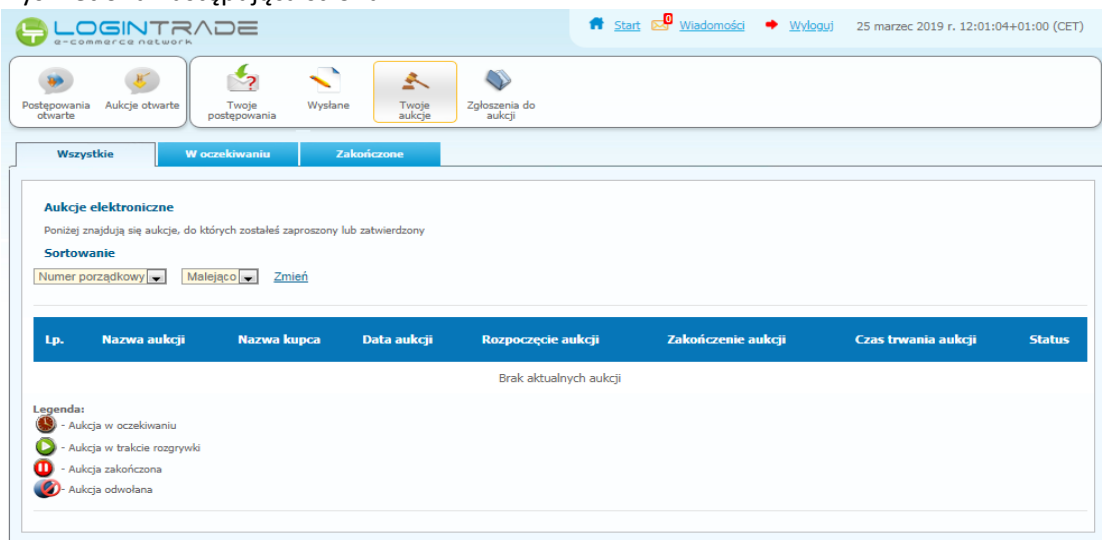 LOGINTRADE
e-commerce network
Start 0 Wiadomości Wyloguj 25 marzec 2019 r. 12:01:04+01:00 (CET)
Postępowania otwarte
Aukcje otwarte
Twoje postępowania
Wysłane
Twoje aukcje
Zgłoszenia do aukcji
Wszystkie W oczekiwaniu Zakończone
Aukcje elektroniczne
Poniżej znajdują się aukcje, do których zostałeś zaproszony lub zatwierdzony
Sortowanie
Numer porządkowy Malejąco Zmień
Lp. Nazwa aukcji Nazwa kupca Data aukcji Rozpoczęcie aukcji Zakończenie aukcji Czas trwania aukcji Status
Brak aktualnych aukcji
Legenda:
- Aukcja w oczekiwaniu
- Aukcja w trakcie rozgrywki
- Aukcja zakończona
- Aukcja odwołana